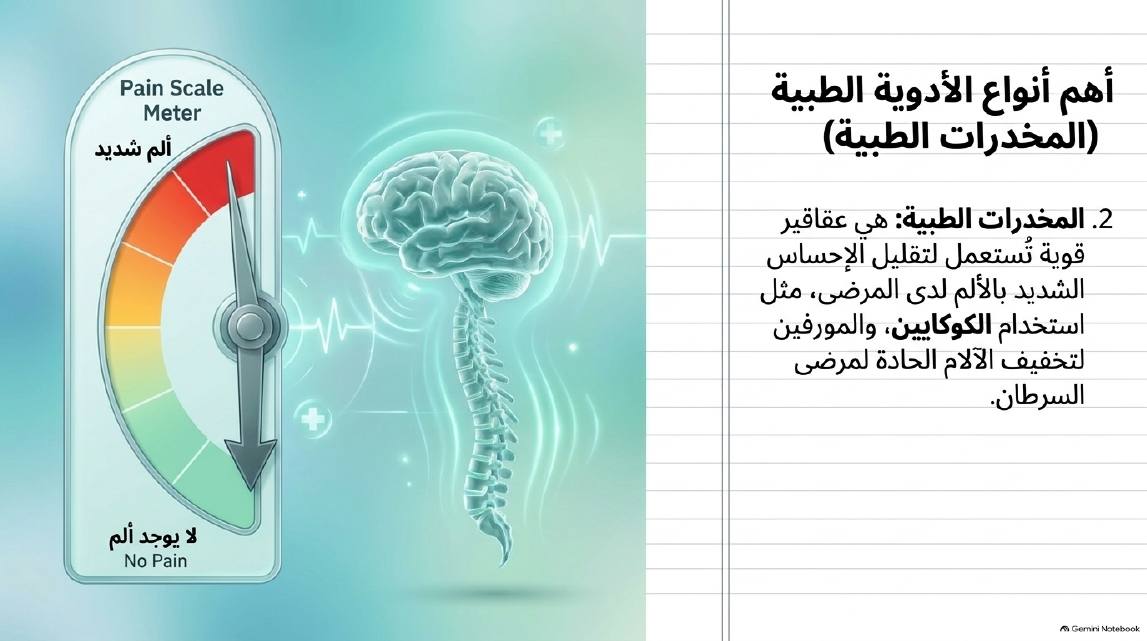 Pain Scale
Meter
ألم شديد
لا يوجد ألم
No Pain
أهم أنواع الأدوية الطبية
(المخدرات الطبية)
2. المخدرات الطبية: هي عقاقير
قوية تُستعمل لتقليل الإحساس
الشديد بالألم لدى المرضى، مثل
استخدام الكوكايين، والمورفين
لتخفيف الآلام الحادة لمرضى
السرطان.
Gemini Notebook